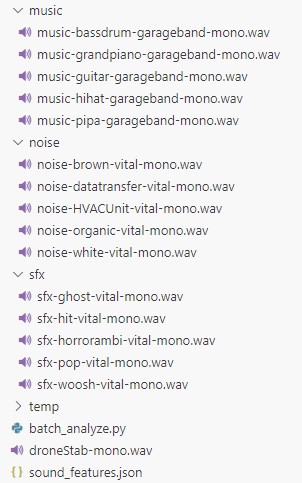 music
music-bassdrum-garageband-mono.wav
music-grandpiano-garageband-mono.wav
music-guitar-garageband-mono.wav
music-hihat-garageband-mono.wav
music-pipa-garageband-mono.wav
noise
noise-brown-vital-mono.wav
noise-datatransfer-vital-mono.wav
noise-HVACUnit-vital-mono.wav
noise-organic-vital-mono.wav
noise-white-vital-mono.wav
sfx
sfx-ghost-vital-mono.wav
sfx-hit-vital-mono.wav
sfx-horrorambi-vital-mono.wav
sfx-pop-vital-mono.wav
sfx-woosh-vital-mono.wav
temp
batch_analyze.py
droneStab-mono.wav
{} sound_features.json